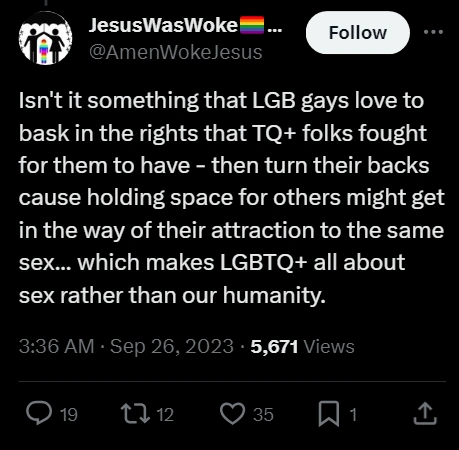 JesusWasWoke🏳️‍🌈...
Follow
...
@AmenWokeJesus
Isn't it something that LGB gays love to
bask in the rights that TQ+ folks fought
for them to have - then turn their backs
cause holding space for others might get
in the way of their attraction to the same
sex... which makes LGBTQ+ all about
sex rather than our humanity.
3:36 AM · Sep 26, 2023 · 5,671 Views
19 12 35 1